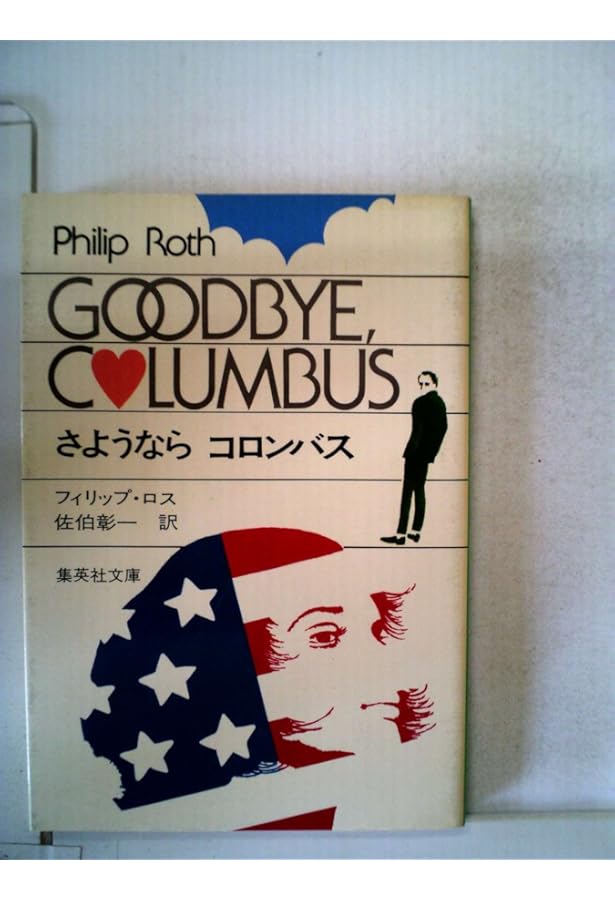 Philip Roth
GOODBYE,
C♥LUMBUS
さようなら コロンバス
フィリップ・ロス
佐伯彰一 訳
集英社文庫